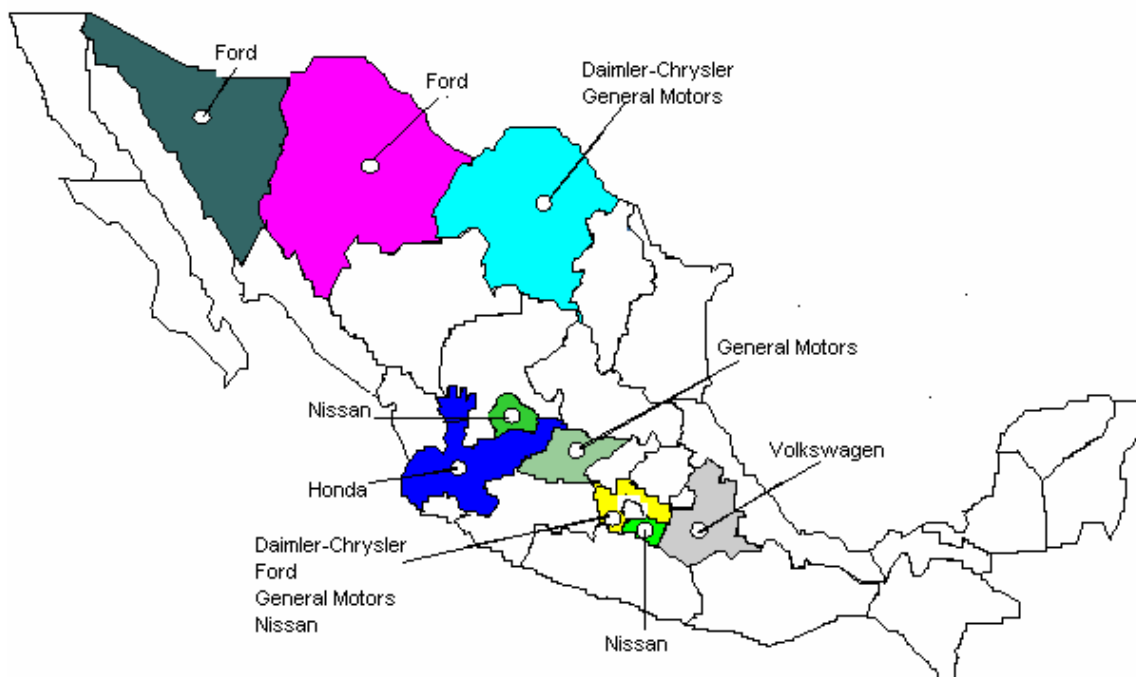 Ford
Ford
Daimler-Chrysler
General Motors
General Motors
Nissan
Volkswagen
Honda
Daimler-Chrysler
Ford
General Motors
Nissan
Nissan